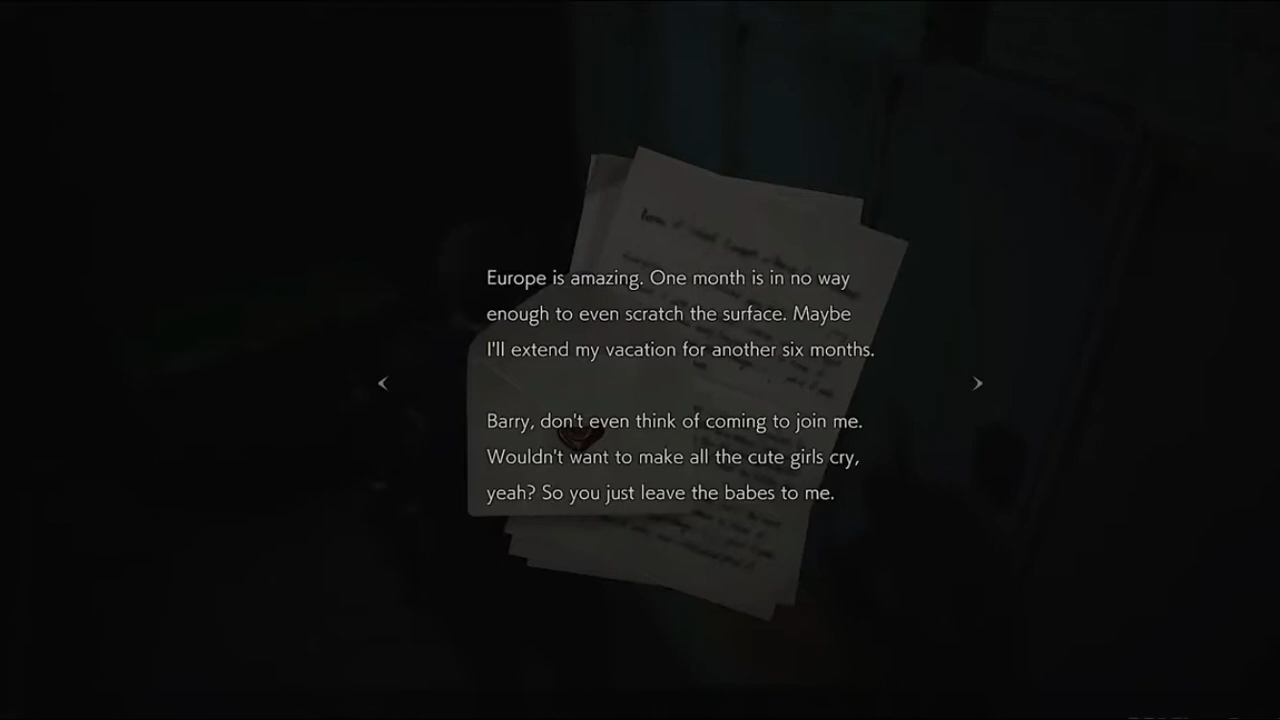 Europe is amazing. One month is in no way
enough to even scratch the surface. Maybe
I'll extend my vacation for another six months.
Barry, don't even think of coming to join me.
Wouldn't want to make all the cute girls cry,
yeah? So you just leave the babes to me.